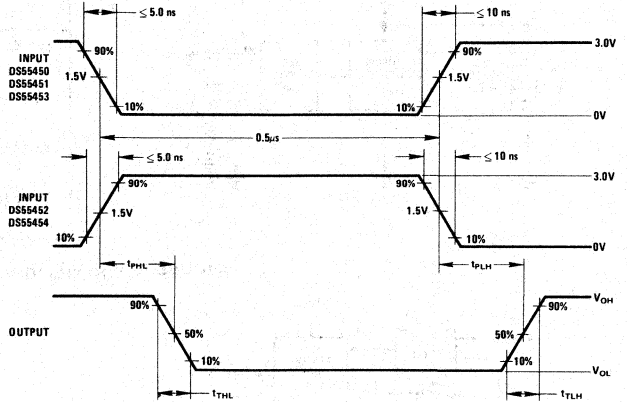 ≤ 5.0 ns
≤ 10 ns
INPUT
DS55450
DS55451
DS55453
90%
1.5V
10%
90%
1.5V
10%
3.0V
0V
0.5μs
≤ 5.0 ns
≤ 10 ns
INPUT
DS55452
DS55454
90%
1.5V
10%
90%
1.5V
10%
3.0V
0V
tPHL
tPLH
OUTPUT
90%
50%
10%
90%
50%
10%
VOH
VOL
tTHL
tTLH